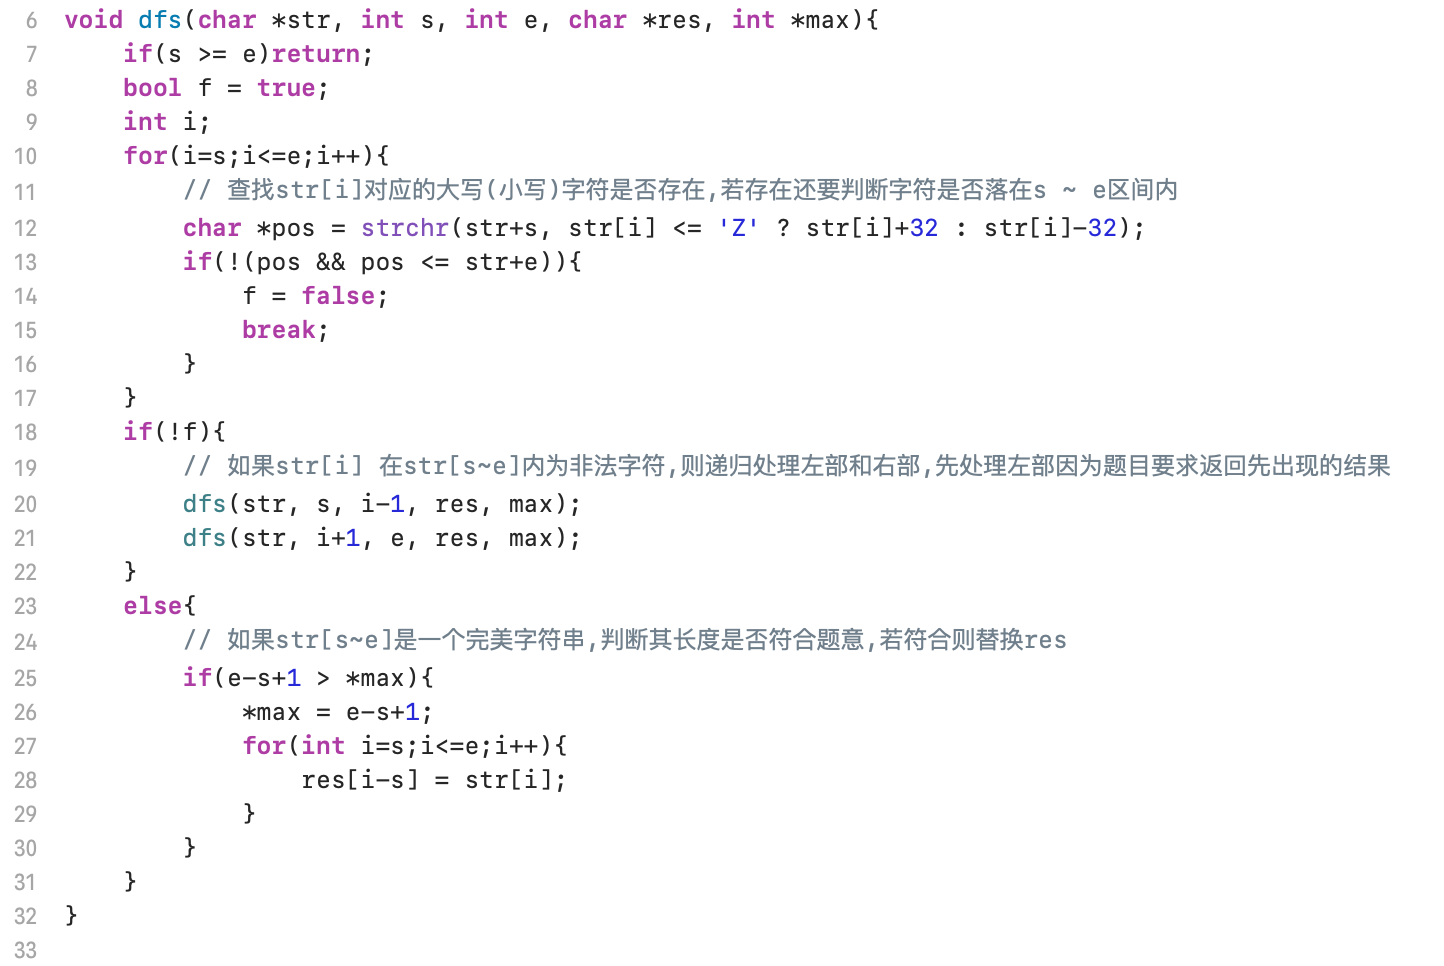 6 void dfs(char *str, int s, int e, char *res, int *max){
7     if(s >= e)return;
8     bool f = true;
9     int i;
10     for(i=s;i<=e;i++){
11         // 查找str[i]对应的大写(小写)字符是否存在,若存在还要判断字符是否落在s ~ e区间内
12         char *pos = strchr(str+s, str[i] <= 'Z' ? str[i]+32 : str[i]-32);
13         if(!(pos && pos <= str+e)){
14             f = false;
15             break;
16         }
17     }
18     if(!f){
19         // 如果str[i] 在str[s~e]内为非法字符,则递归处理左部和右部,先处理左部因为题目要求返回先出现的结果
20         dfs(str, s, i-1, res, max);
21         dfs(str, i+1, e, res, max);
22     }
23     else{
24         // 如果str[s~e]是一个完美字符串,判断其长度是否符合题意,若符合则替换res
25         if(e-s+1 > *max){
26             *max = e-s+1;
27             for(int i=s;i<=e;i++){
28                 res[i-s] = str[i];
29             }
30         }
31     }
32 }
33